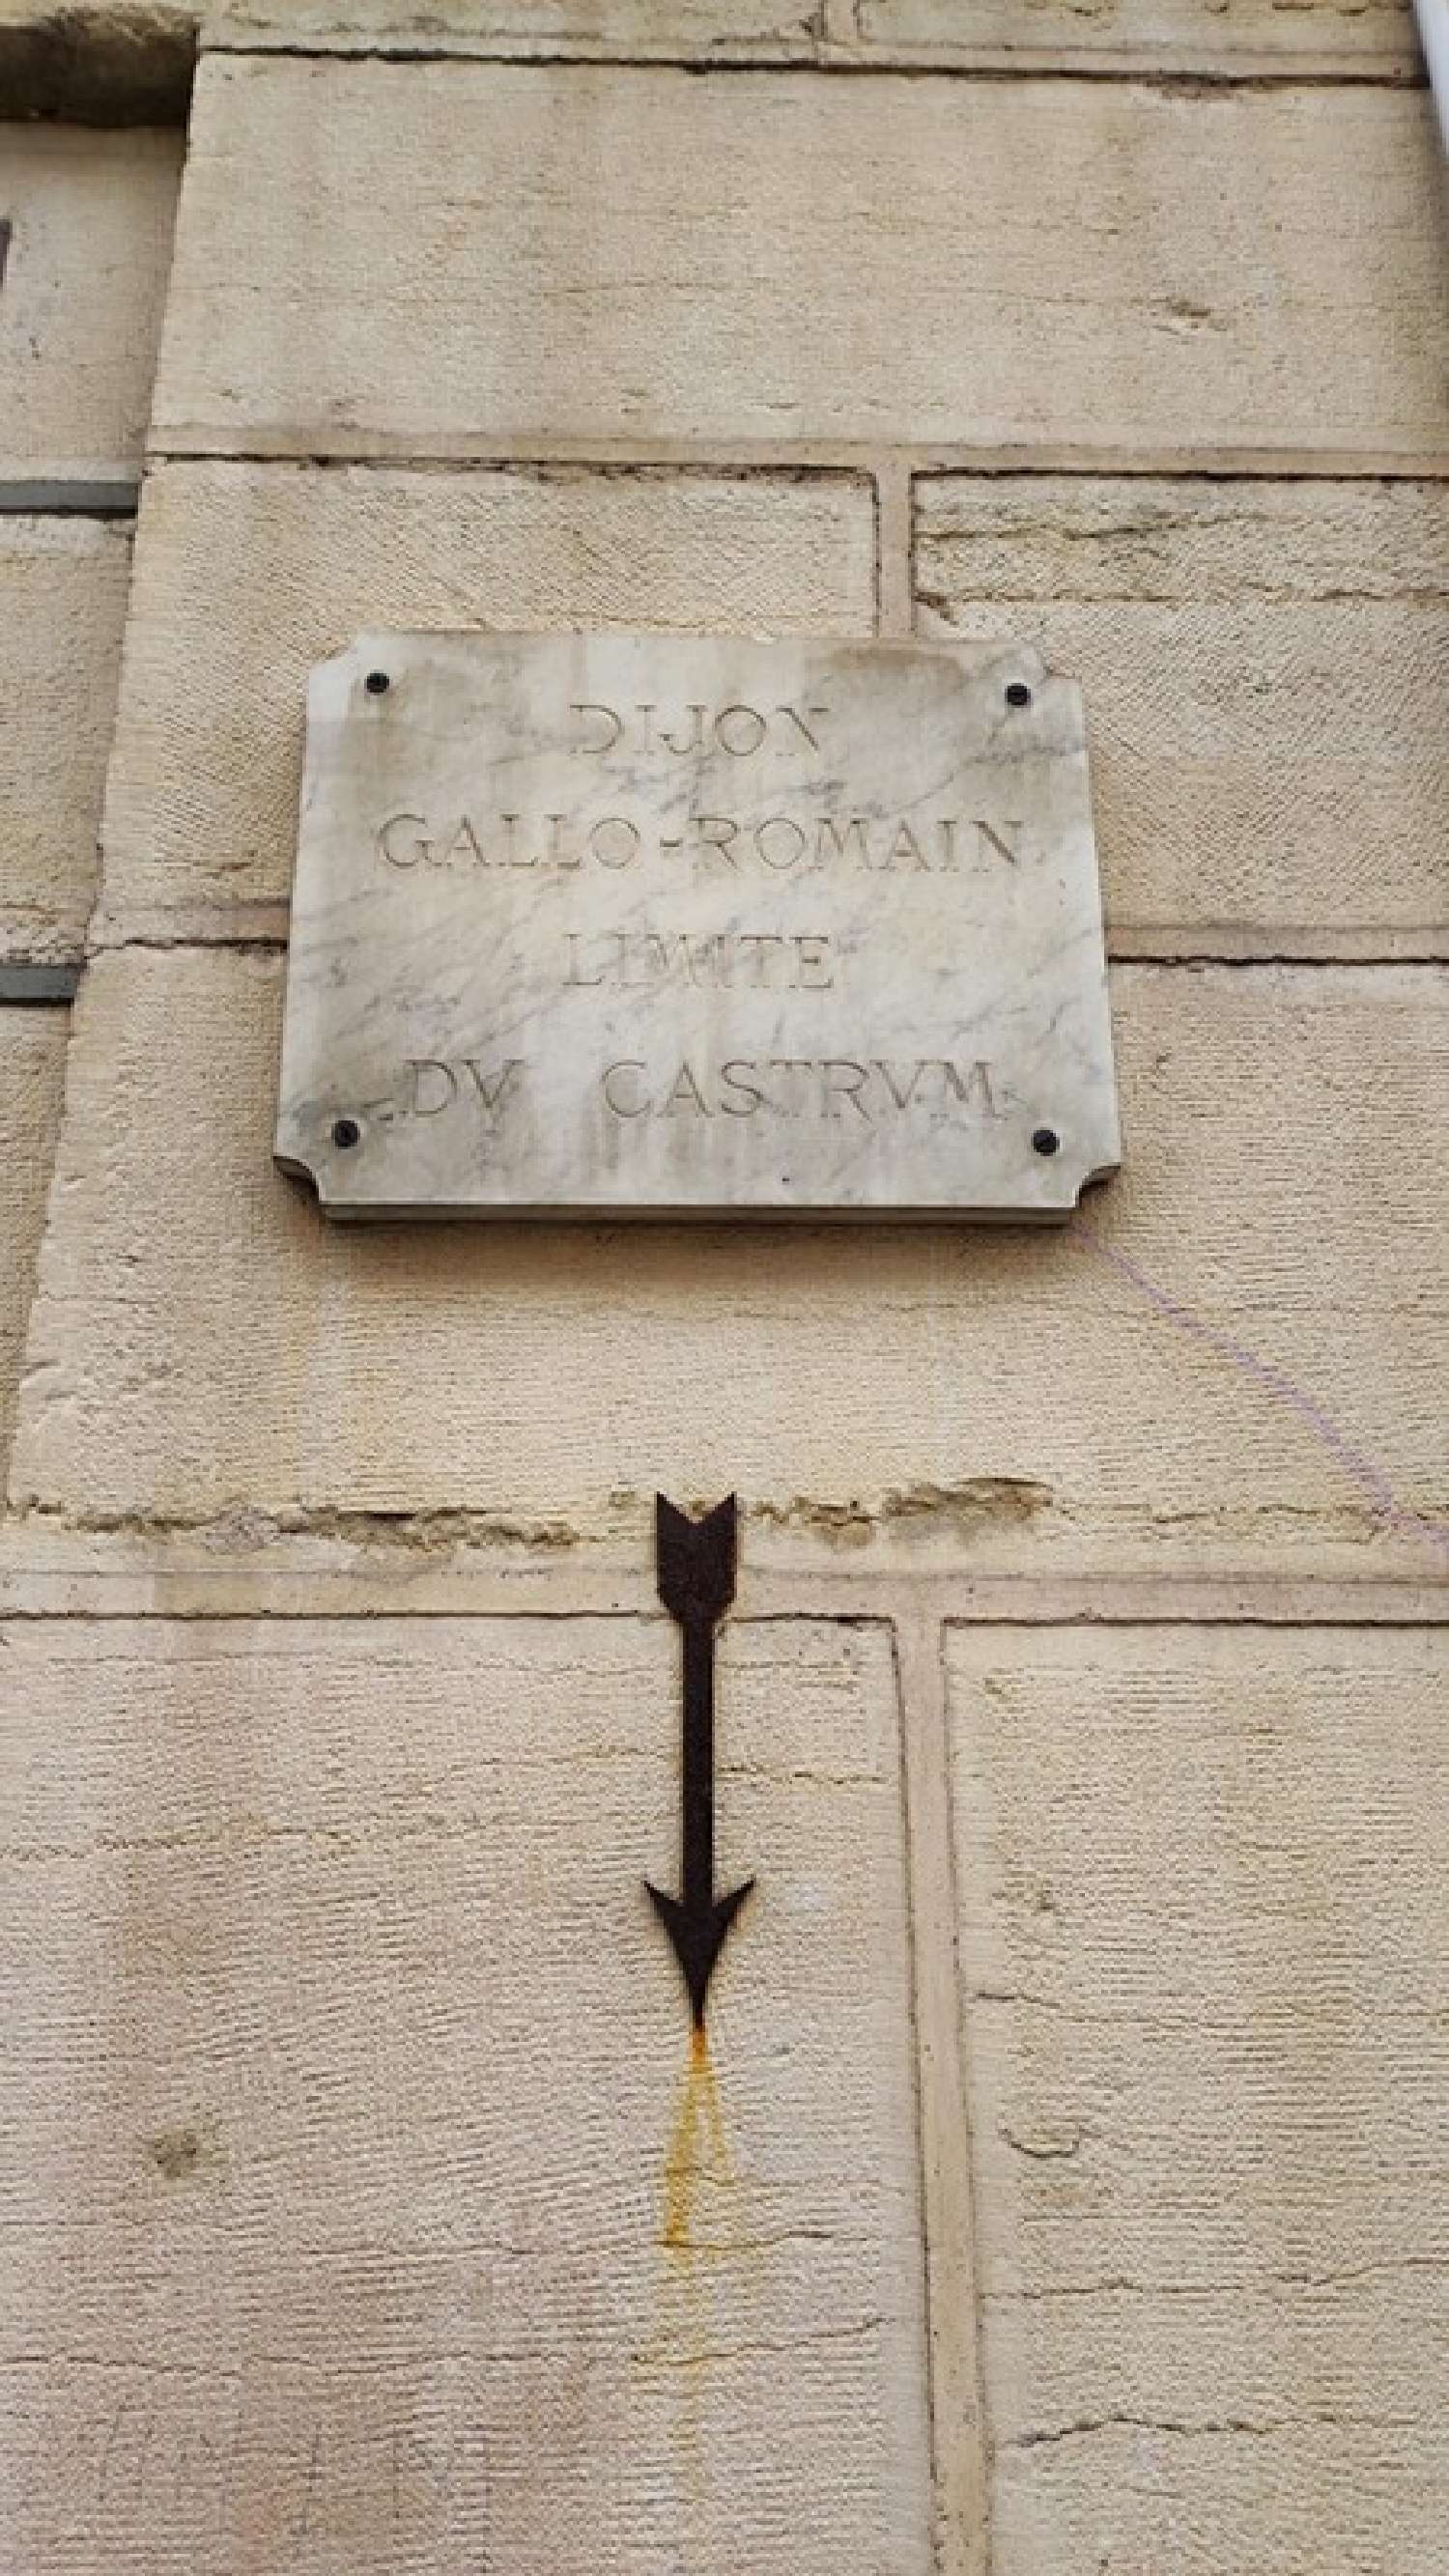 DIJON
GALLO-ROMAIN
LIMITE
DV CASTRVM